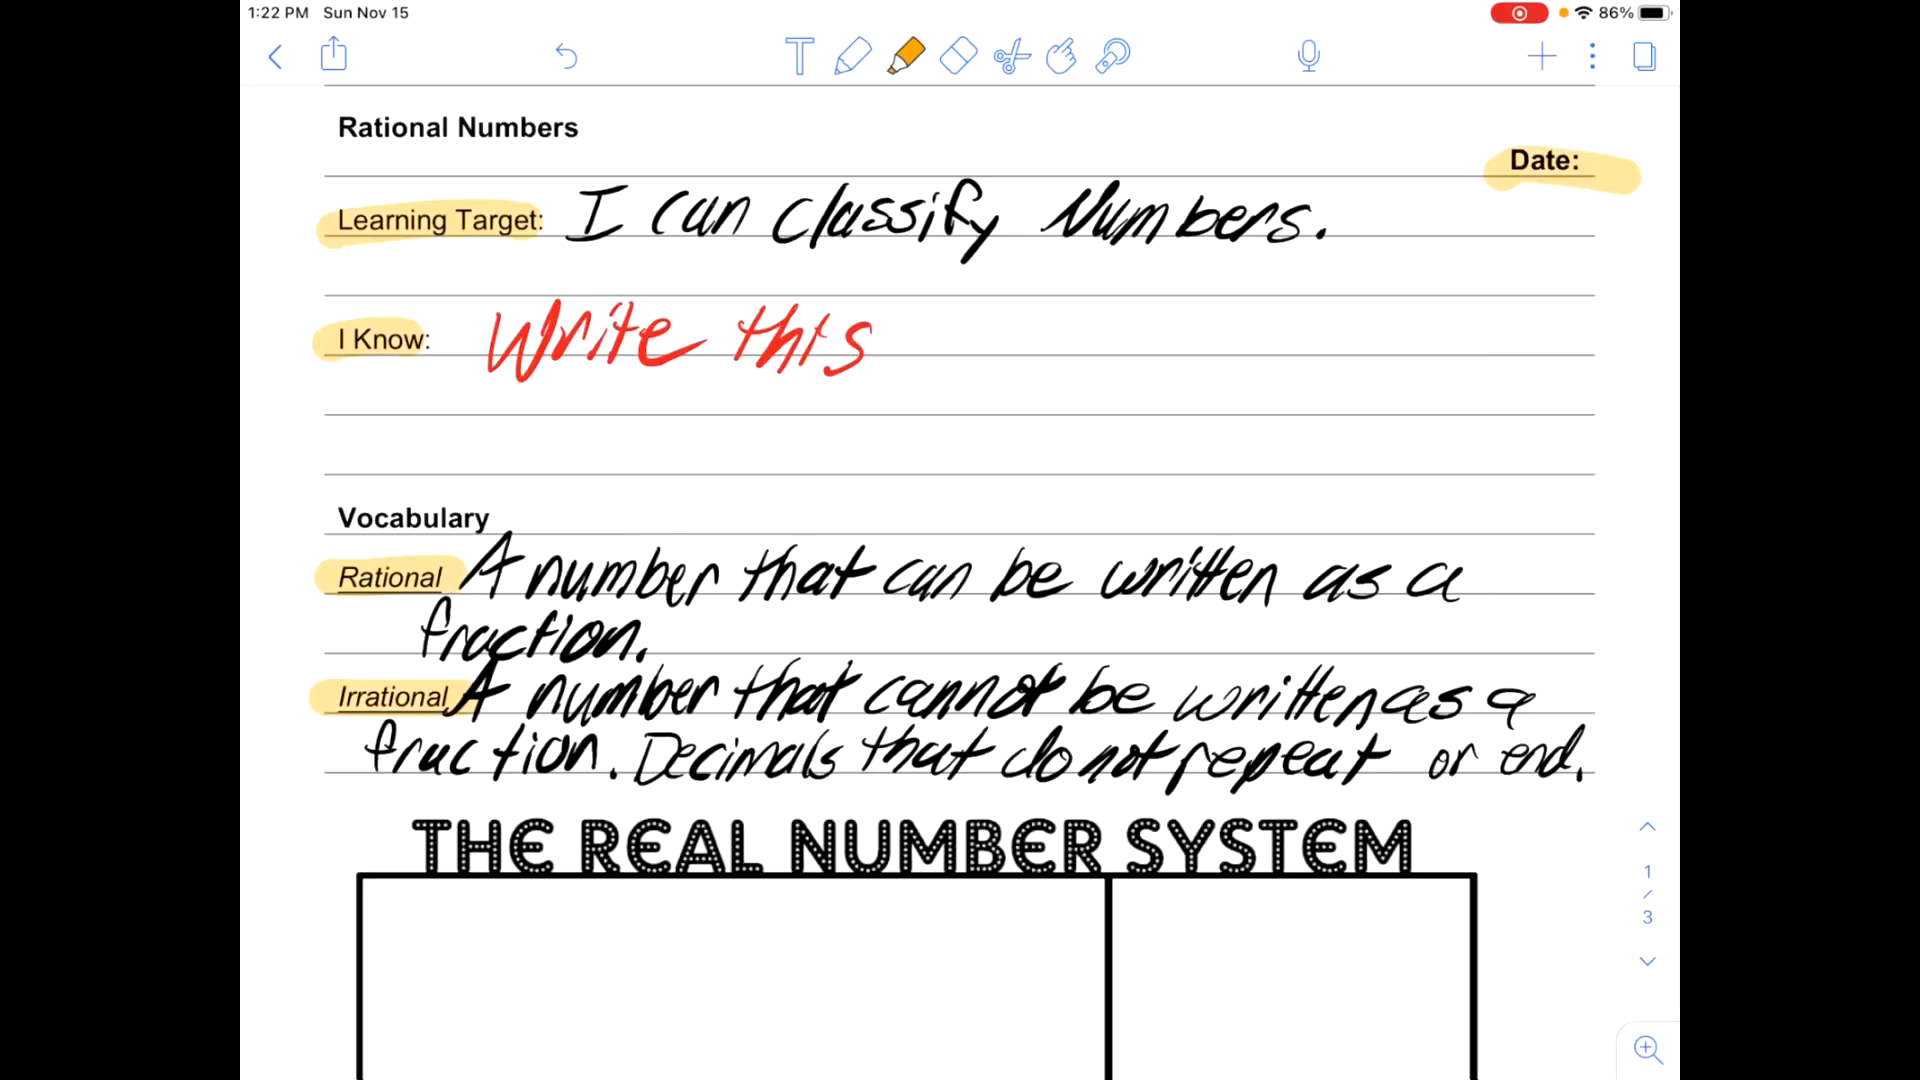 1:22 PM Sun Nov 15 86%
Rational Numbers
Date:
Learning Target: I can classify Numbers.
I Know: Write this
Vocabulary
Rational A number that can be written as a
fraction.
Irrational A number that cannot be written as a
fraction. Decimals that do not repeat or end.
THE REAL NUMBER SYSTEM
1
/
3